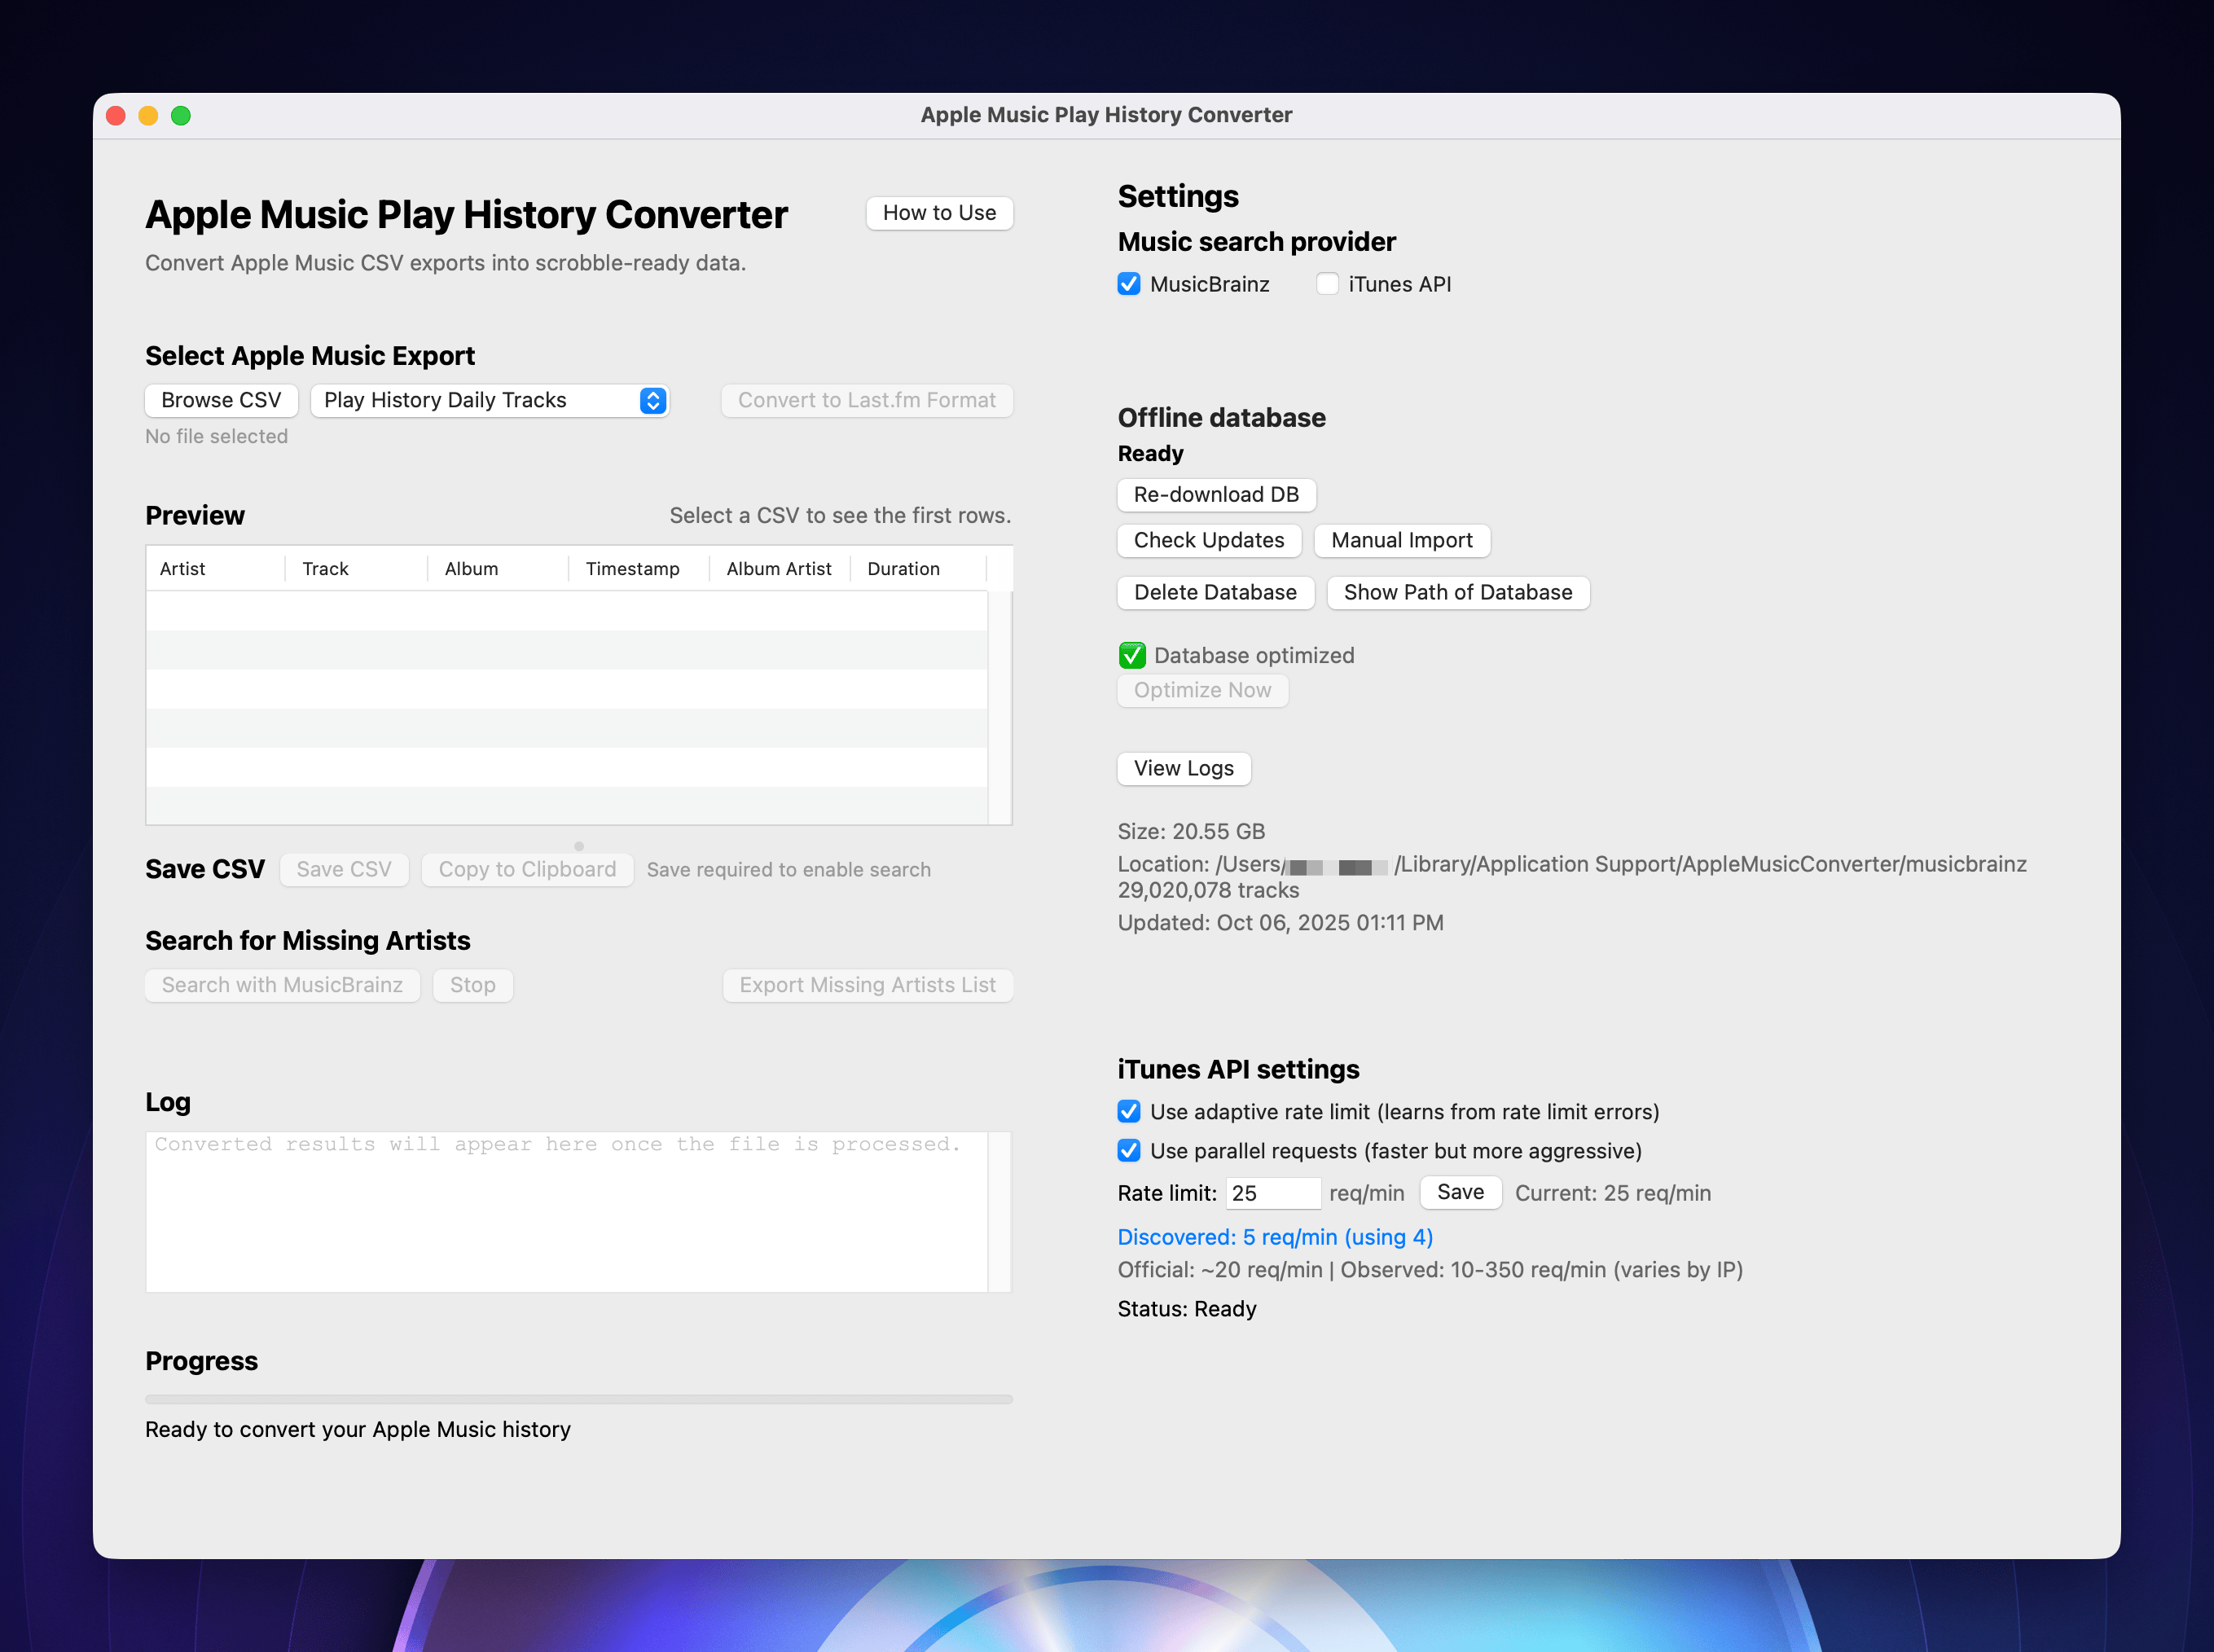 Apple Music Play History Converter
Apple Music Play History Converter
How to Use
Convert Apple Music CSV exports into scrobble-ready data.
Select Apple Music Export
Browse CSV
Play History Daily Tracks
Convert to Last.fm Format
No file selected
Preview
Select a CSV to see the first rows.
Artist
Track
Album
Timestamp
Album Artist
Duration
Save CSV
Save CSV
Copy to Clipboard
Save required to enable search
Search for Missing Artists
Search with MusicBrainz
Stop
Export Missing Artists List
Log
Converted results will appear here once the file is processed.
Progress
Ready to convert your Apple Music history
Settings
Music search provider
MusicBrainz
iTunes API
Offline database
Ready
Re-download DB
Check Updates
Manual Import
Delete Database
Show Path of Database
✅ Database optimized
Optimize Now
View Logs
Size: 20.55 GB
Location: /Users/ /Library/Application Support/AppleMusicConverter/musicbrainz
29,020,078 tracks
Updated: Oct 06, 2025 01:11 PM
iTunes API settings
Use adaptive rate limit (learns from rate limit errors)
Use parallel requests (faster but more aggressive)
Rate limit: 25 req/min Save Current: 25 req/min
Discovered: 5 req/min (using 4)
Official: ~20 req/min | Observed: 10-350 req/min (varies by IP)
Status: Ready